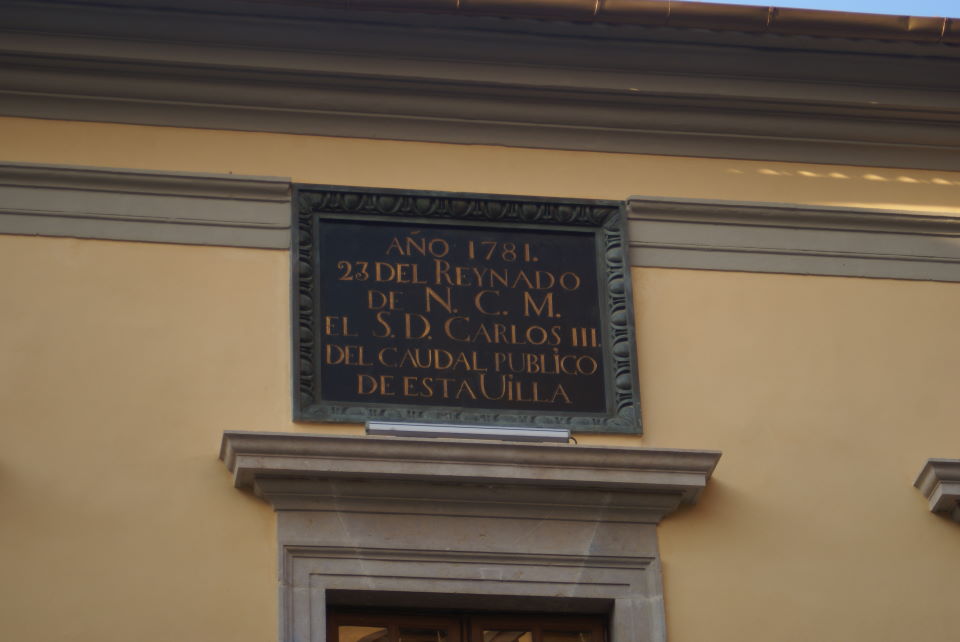 AÑO 1781.
23 DEL REYNADO
DE N. C. M.
EL S. D. CARLOS III.
DEL CAUDAL PUBLICO
DE ESTA UiLLA